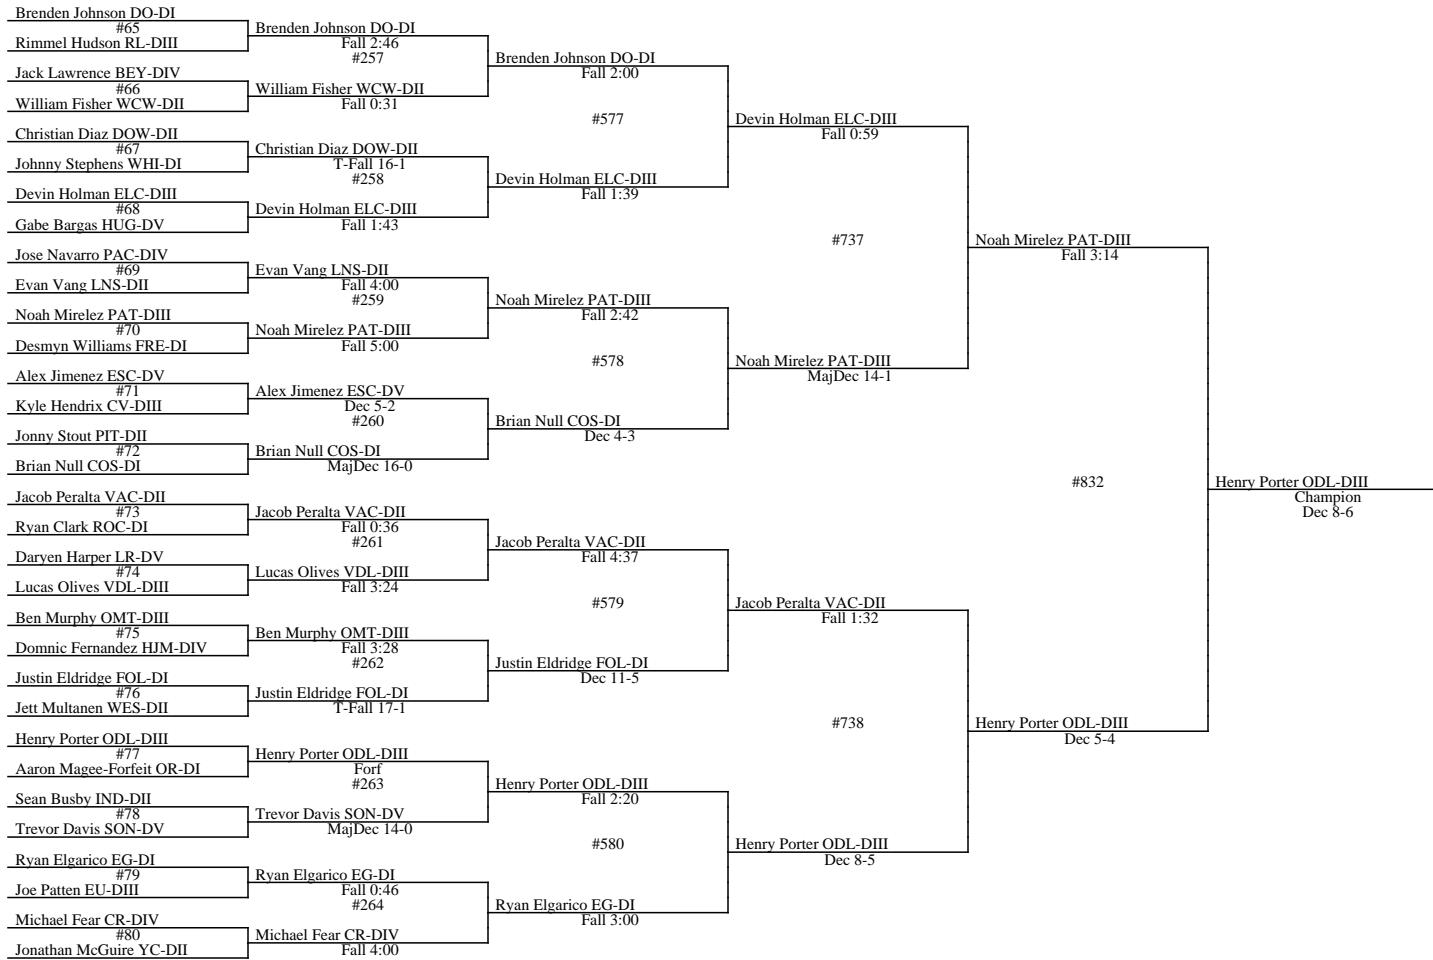 Brenden Johnson DO-DI
#65
Rimmel Hudson RL-DIII
Jack Lawrence BEY-DIV
#66
William Fisher WCW-DII
Christian Diaz DOW-DII
#67
Johnny Stephens WHI-DI
Devin Holman ELC-DIII
#68
Gabe Bargas HUG-DV
Jose Navarro PAC-DIV
#69
Evan Vang LNS-DII
Noah Mirelez PAT-DIII
#70
Desmyn Williams FRE-DI
Alex Jimenez ESC-DV
#71
Kyle Hendrix CV-DIII
Jonny Stout PIT-DII
#72
Brian Null COS-DI
Jacob Peralta VAC-DII
#73
Ryan Clark ROC-DI
Daryen Harper LR-DV
#74
Lucas Olives VDL-DIII
Ben Murphy OMT-DIII
#75
Domnic Fernandez HJM-DIV
Justin Eldridge FOL-DI
#76
Jett Multanen WES-DII
Henry Porter ODL-DIII
#77
Aaron Magee-Forfeit OR-DI
Sean Busby IND-DII
#78
Trevor Davis SON-DV
Ryan Elgarico EG-DI
#79
Joe Patten EU-DIII
Michael Fear CR-DIV
#80
Jonathan McGuire YC-DII
Brenden Johnson DO-DI
Fall 2:46
#257
William Fisher WCW-DII
Fall 0:31
Christian Diaz DOW-DII
T-Fall 16-1
#258
Devin Holman ELC-DIII
Fall 1:43
Evan Vang LNS-DII
Fall 4:00
#259
Noah Mirelez PAT-DIII
Fall 5:00
Alex Jimenez ESC-DV
Dec 5-2
#260
Brian Null COS-DI
MajDec 16-0
Jacob Peralta VAC-DII
Fall 0:36
#261
Lucas Olives VDL-DIII
Fall 3:24
Ben Murphy OMT-DIII
Fall 3:28
#262
Justin Eldridge FOL-DI
T-Fall 17-1
Henry Porter ODL-DIII
Forf
#263
Trevor Davis SON-DV
MajDec 14-0
Ryan Elgarico EG-DI
Fall 0:46
#264
Michael Fear CR-DIV
Fall 4:00
Brenden Johnson DO-DI
Fall 2:00
#577
Devin Holman ELC-DIII
Fall 1:39
Noah Mirelez PAT-DIII
Fall 2:42
#578
Brian Null COS-DI
Dec 4-3
Jacob Peralta VAC-DII
Fall 4:37
#579
Justin Eldridge FOL-DI
Dec 11-5
Henry Porter ODL-DIII
Fall 2:20
#580
Ryan Elgarico EG-DI
Fall 3:00
Devin Holman ELC-DIII
Fall 0:59
#737
Noah Mirelez PAT-DIII
MajDec 14-1
Jacob Peralta VAC-DII
Fall 1:32
#738
Henry Porter ODL-DIII
Dec 8-5
Noah Mirelez PAT-DIII
Fall 3:14
#832
Henry Porter ODL-DIII
Dec 5-4
Henry Porter ODL-DIII
Champion
Dec 8-6